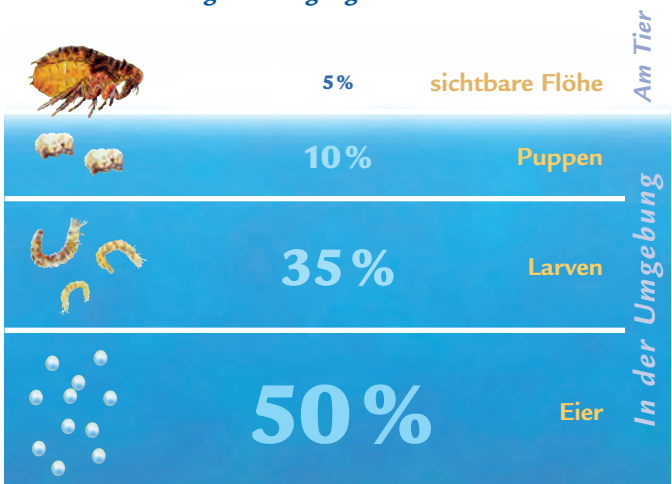 5%
sichtbare Flöhe
Am Tier
10%
Puppen
35%
Larven
In der Umgebung
50%
Eier